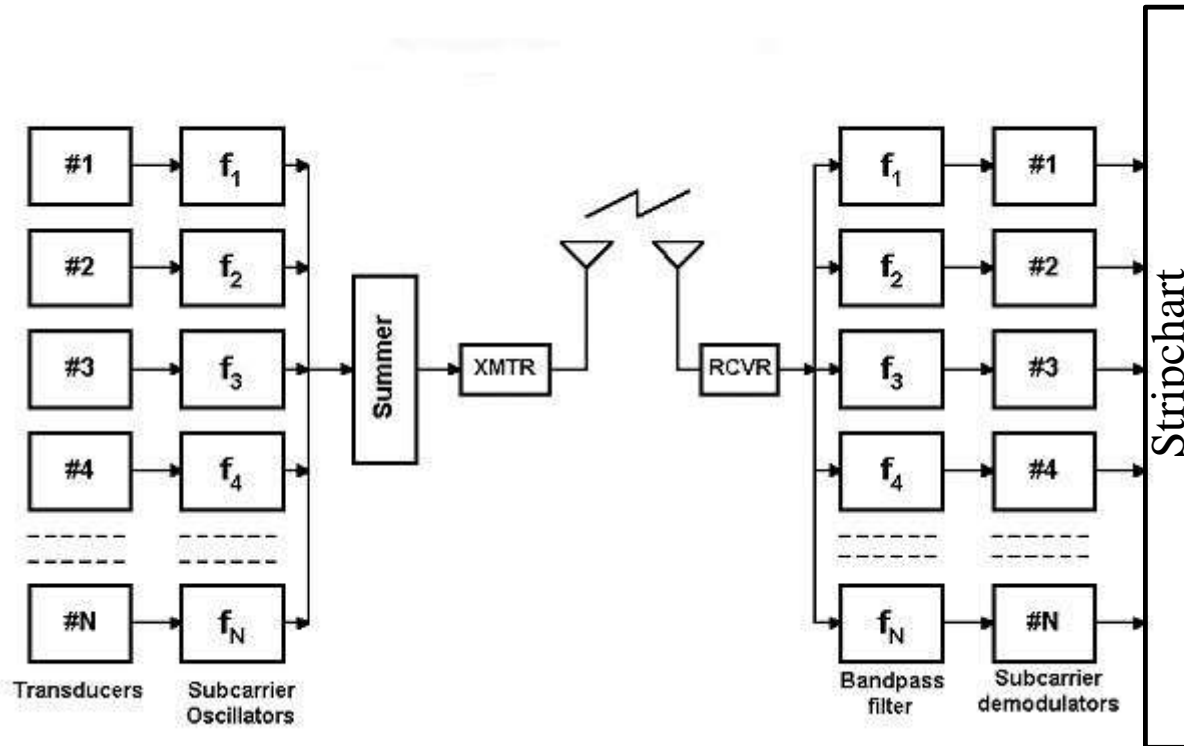 #1
f1
f1
#1
#2
f2
f2
#2
#3
f3
Summer
XMTR
RCVR
f3
#3
Stripchart
#4
f4
f4
#4
#N
fN
fN
#N
Transducers
Subcarrier
Oscillators
Bandpass
filter
Subcarrier
demodulators